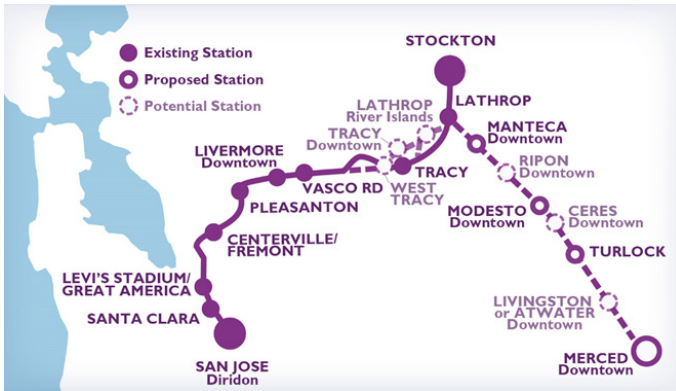 Existing Station
Proposed Station
Potential Station
STOCKTON
LATHROP
LATHROP
River Islands
TRACY
Downtown
MANTECA
Downtown
LIVERMORE
Downtown
RIPON
Downtown
TRACY
VASCO RD
WEST
TRACY
PLEASANTON
MODESTO
Downtown
CERES
Downtown
CENTERVILLE/
FREMONT
TURLOCK
LEVI'S STADIUM/
GREAT AMERICA
LIVINGSTON
or ATWATER
Downtown
SANTA CLARA
SAN JOSE
Diridon
MERCED
Downtown